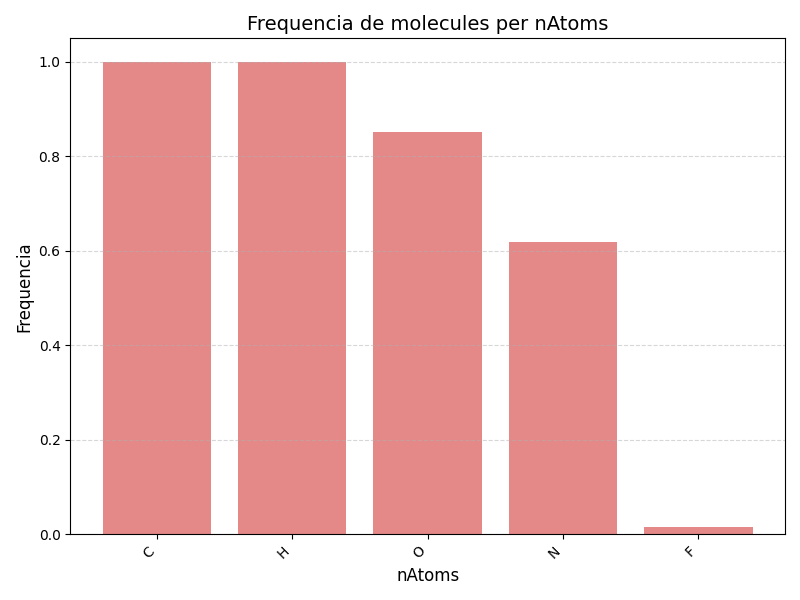 Frequencia de molecules per nAtoms
Frequencia
1.0
0.8
0.6
0.4
0.2
0.0
C
H
O
N
F
nAtoms